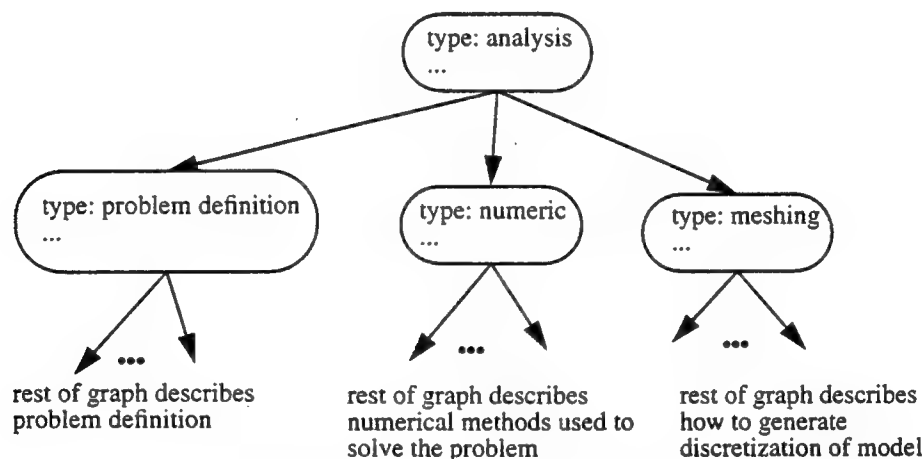 type: analysis
...
type: problem definition
...
type: numeric
...
type: meshing
...
...
...
...
rest of graph describes
problem definition
rest of graph describes
numerical methods used to
solve the problem
rest of graph describes
how to generate
discretization of model